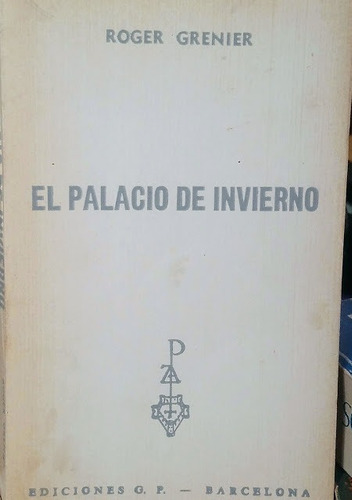 ROGER GRENIER
EL PALACIO DE INVIERNO
P
Z
EDICIONES G. P. — BARCELONA